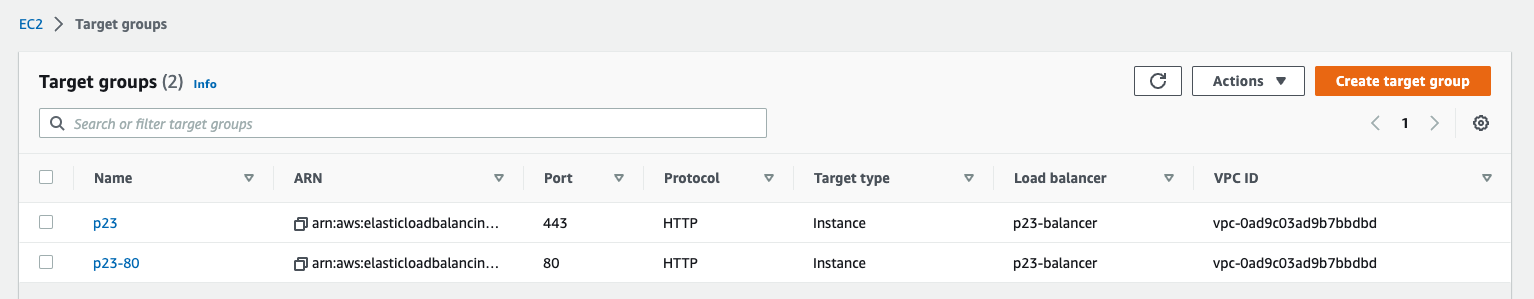 EC2 > Target groups
Target groups (2) Info
Actions ▼ Create target group
Search or filter target groups
1
Name ARN Port Protocol Target type Load balancer VPC ID
p23 arn:aws:elasticloadbalancin... 443 HTTP Instance p23-balancer vpc-0ad9c03ad9b7bbdbd
p23-80 arn:aws:elasticloadbalancin... 80 HTTP Instance p23-balancer vpc-0ad9c03ad9b7bbdbd